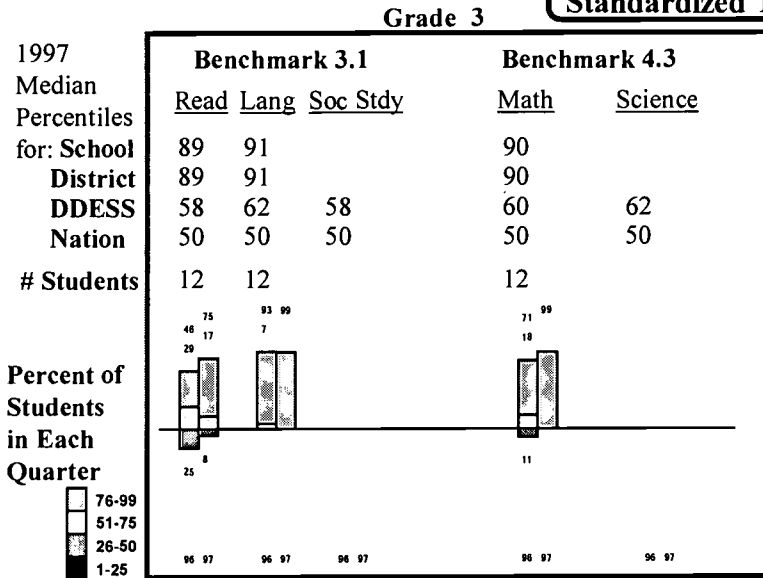 Grade 3
Standardized
1997
Median
Percentiles
for: School
District
DDESS
Nation
# Students
Benchmark 3.1 Benchmark 4.3
Read Lang Soc Stdy Math Science
89 91 90
89 91 90
58 62 58 60 62
50 50 50 50 50
12 12 12
75 93 99 71 99
46 17 7 18
29
Percent of
Students
in Each
Quarter
8 11
25
76-99
51-75
26-50
1-25
96 97 96 97 96 97 96 97 96 97